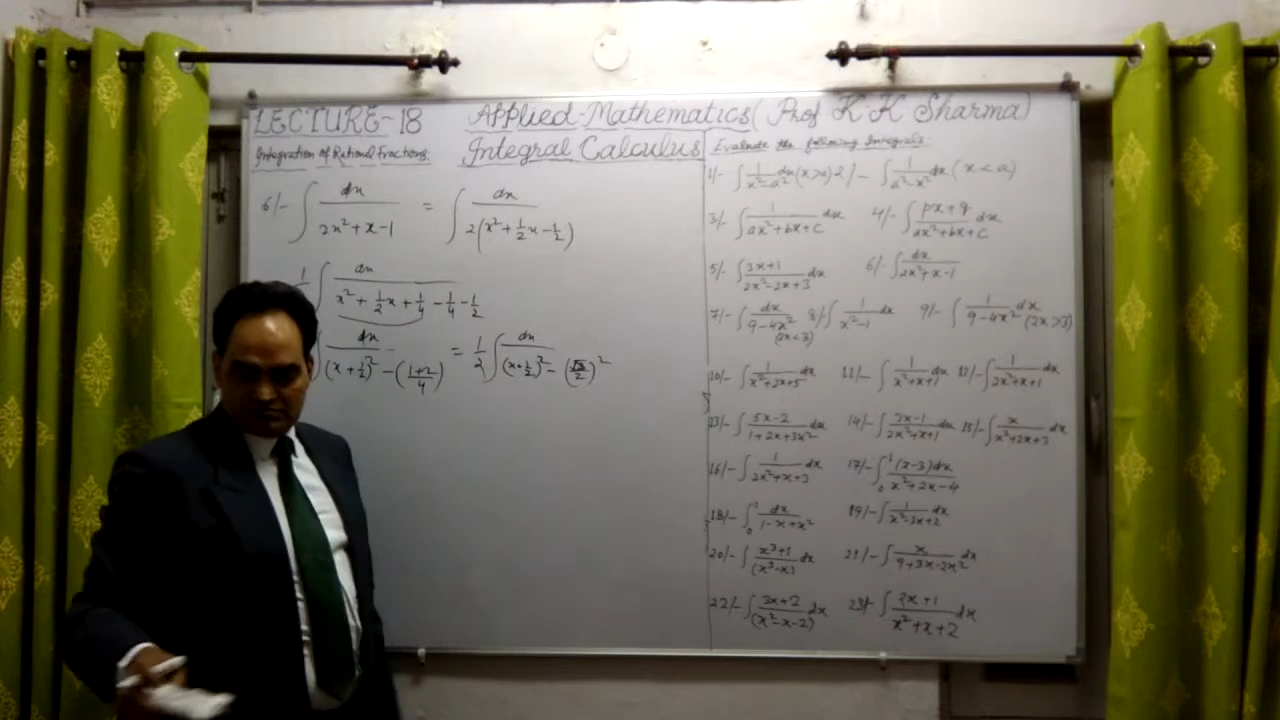 LECTURE-18 Applied-Mathematics( Prof K.K Sharma)
Integration of Rational Fractions: Integral Calculus
6/- ∫ dx/(2x²+x-1) = ∫ dx/(2(x²+½x-½))
½ ∫ dx/(x²+½x+¼-¼-½)
∫ dx/((x+½)²-((1+2)/4)) = ½ ∫ dx/((x+½)²-(√3/2)²)
Evaluate the following Integrals:
1/- ∫ 1/(x²-a²) dx (x>a) 2/- ∫ 1/(a²-x²) dx (x<a)
3/- ∫ 1/(ax²+bx+c) dx 4/- ∫ (px+q)/(ax²+bx+c) dx
5/- ∫ (3x+1)/(2x²-2x+3) dx 6/- ∫ dx/(2x²+x-1)
7/- ∫ dx/(9-4x²) (2x<3) 8/- ∫ 1/(x²-1) dx 9/- ∫ 1/(9-4x²) dx (2x>3)
10/- ∫ 1/(x²+2x+5) dx 11/- ∫ 1/(x²+x+1) dx 12/- ∫ 1/(2x²+x+1) dx
13/- ∫ (5x-2)/(1+2x+3x²) dx 14/- ∫ (3x-1)/(2x²+x+1) dx 15/- ∫ x/(x²+2x+3) dx
16/- ∫ 1/(2x²+x+3) dx 17/- ∫₀¹ (x-3)dx/(x²+2x-4)
18/- ∫₀¹ dx/(1-x+x²) 19/- ∫ 1/(x²-3x+2) dx
20/- ∫ (x³+1)/(x³-x) dx 21/- ∫ x/(9+3x-2x²) dx
22/- ∫ (3x+2)/(x²-x-2) dx 23/- ∫ (2x+1)/(x²+x+2) dx